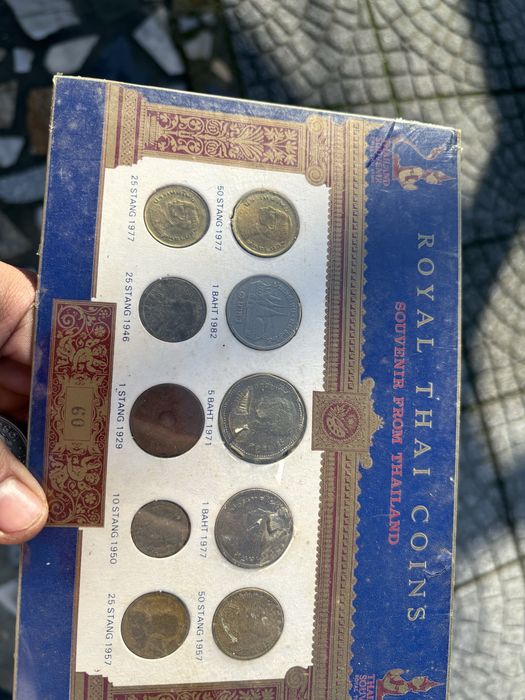 THAILAND
ROYAL THAI COINS
SOUVENIR FROM THAILAND
50 STANG 1977
1 BAHT 1982
5 BAHT 1971
1 BAHT 1977
50 STANG 1957
25 STANG 1977
25 STANG 1946
1 STANG 1929
10 STANG 1950
25 STANG 1957
60